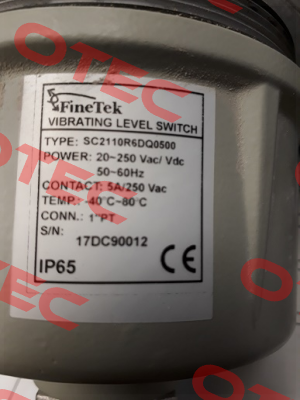 OTEC
FineTek
VIBRATING LEVEL SWITCH
TYPE: SC2110R6DQ0500
POWER: 20~250 Vac/ Vdc
50~60Hz
CONTACT: 5A/250 Vac
TEMP.: -40℃~80℃
CONN.: 1"PT
S/N:
17DC90012
IP65 CE
OTEC
OTEC
OTEC